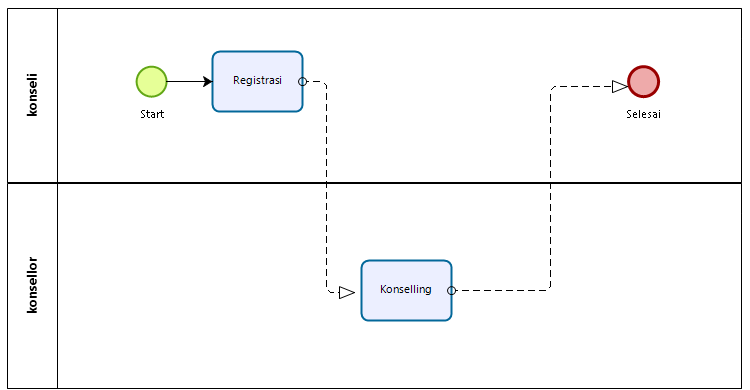 konseli
Start
Registrasi
Selesai
konsellor
Konselling